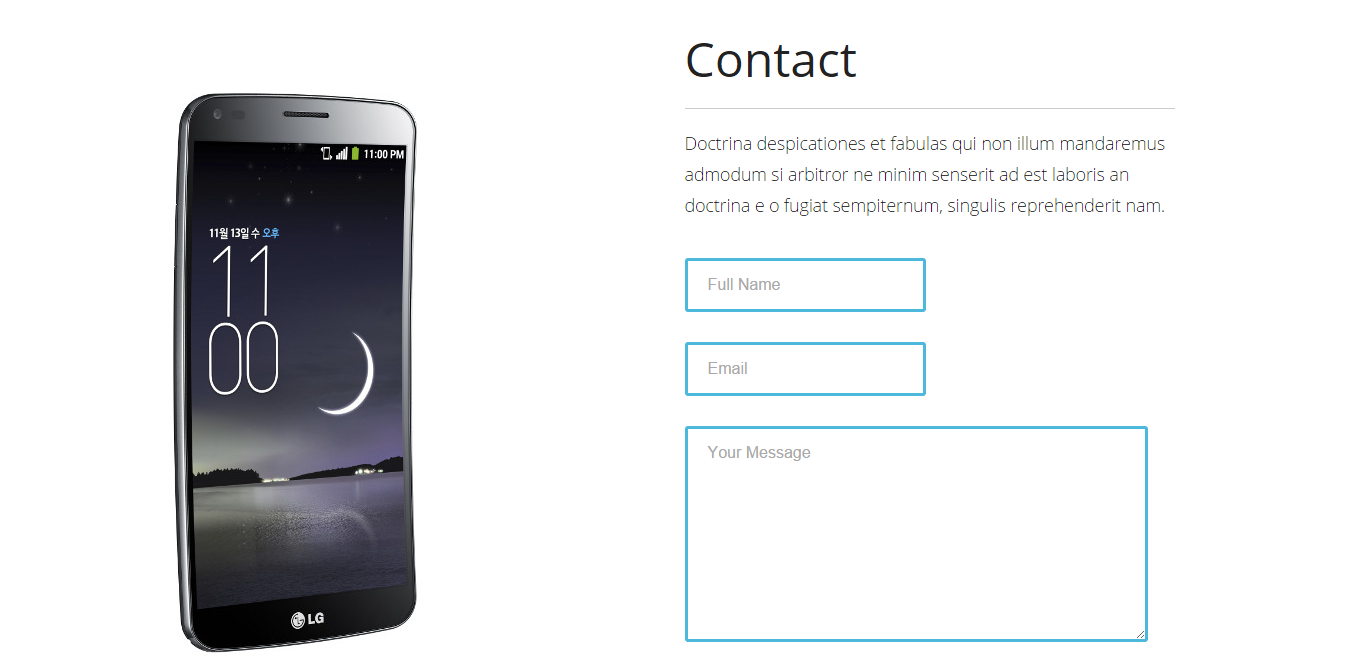 11:00 PM
11월 13일 수 오후
11
00
LG
Contact
Doctrina despicationes et fabulas qui non illum mandaremus
admodum si arbitror ne minim senserit ad est laboris an
doctrina e o fugiat sempiternum, singulis reprehenderit nam.
Full Name
Email
Your Message